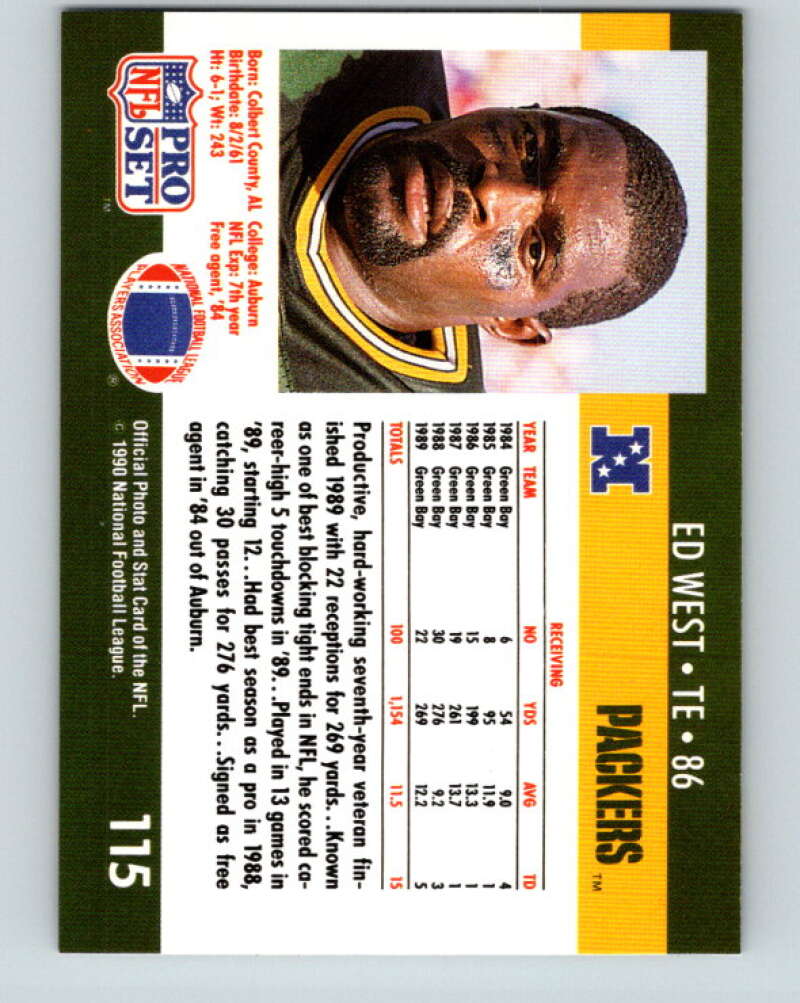 ED WEST • TE • 86
PACKERS™
Born: Colbert County, AL College: Auburn
Birthdate: 8/2/61 NFL Exp: 7th year
Ht: 6-1; Wt: 243 Free agent, '84
NFL
PRO
SET
™
NATIONAL FOOTBALL LEAGUE
PLAYERS ASSOCIATION
®
RECEIVING
YEAR TEAM NO YDS AVG TD
1984 Green Bay 6 54 9.0 4
1985 Green Bay 8 95 11.9 1
1986 Green Bay 15 199 13.3 1
1987 Green Bay 19 261 13.7 1
1988 Green Bay 30 276 9.2 3
1989 Green Bay 22 269 12.2 5
TOTALS 100 1,154 11.5 15
Productive, hard-working seventh-year veteran fin-
ished 1989 with 22 receptions for 269 yards. . .Known
as one of best blocking tight ends in NFL, he scored ca-
reer-high 5 touchdowns in '89. . .Played in 13 games in
'89, starting 12. . .Had best season as a pro in 1988,
catching 30 passes for 276 yards. . .Signed as free
agent in '84 out of Auburn.
Official Photo and Stat Card of the NFL.
© 1990 National Football League.
115